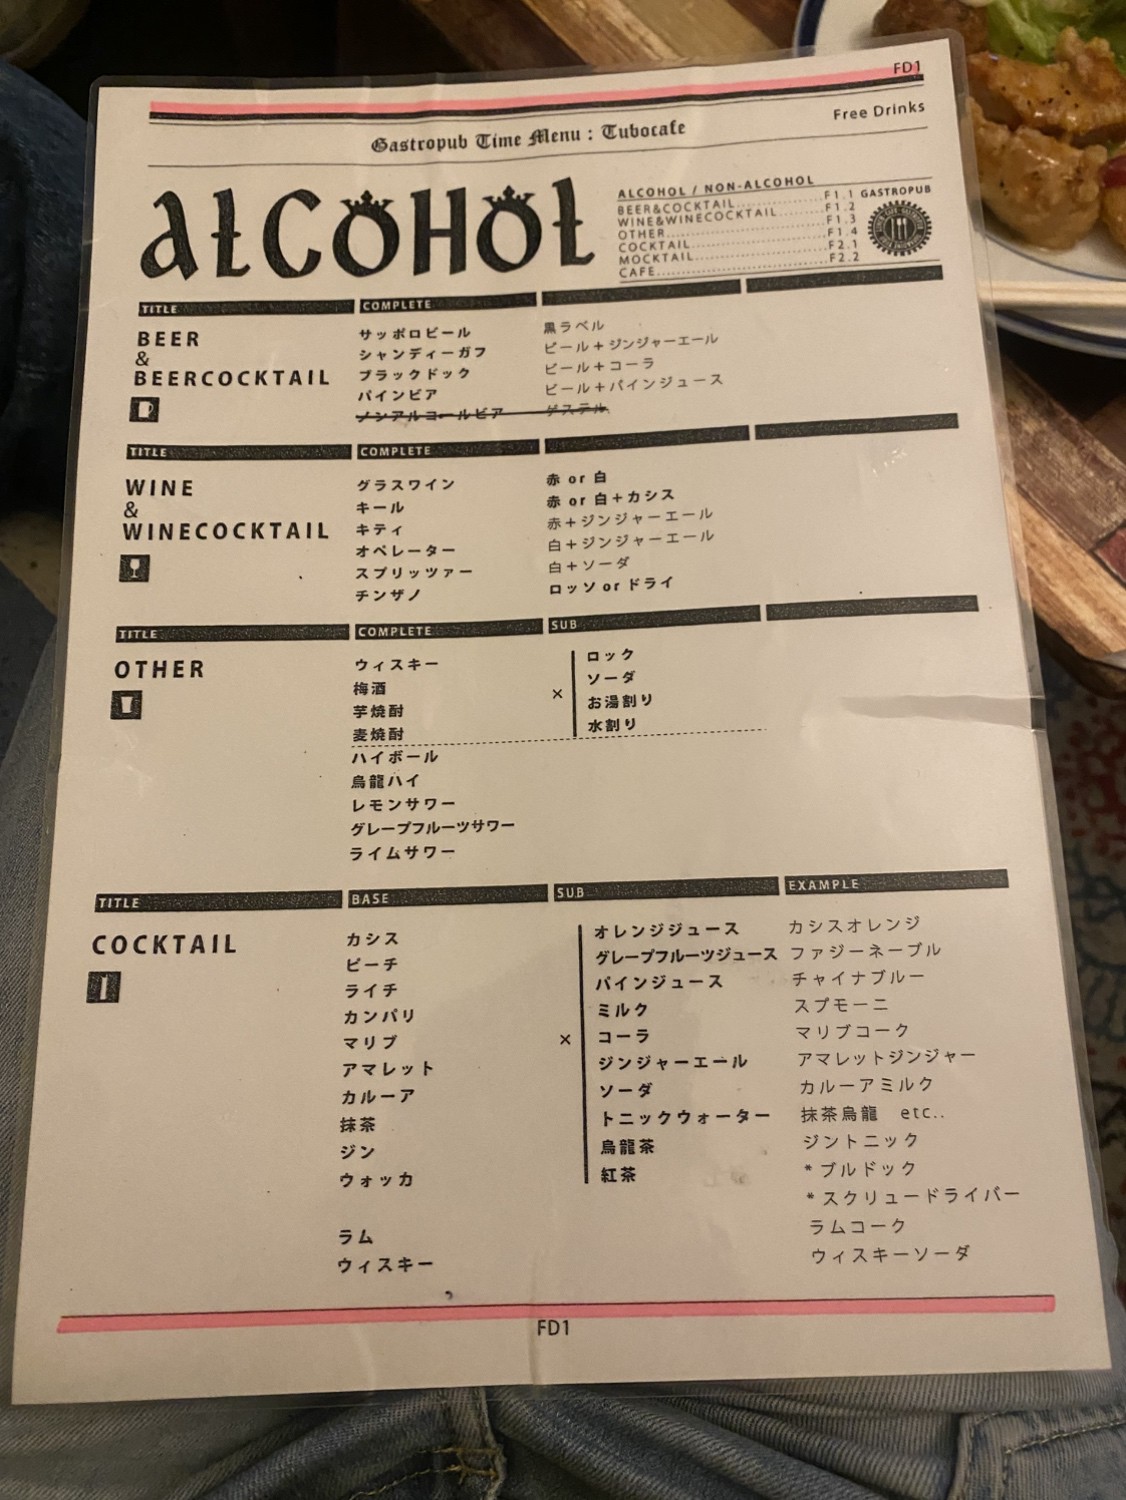 FD1
Free Drinks
Gastropub Time Menu : Tubocafe
ALCOHOL
ALCOHOL / NON-ALCOHOL
BEER&COCKTAIL..................F1.1 GASTROPUB
WINE&WINECOCKTAIL.........F1.2
OTHER..................................F1.3
COCKTAIL.............................F1.4
MOCKTAIL............................F2.1
CAFE.....................................F2.2
TITLE COMPLETE
BEER
&
BEERCOCKTAIL
サッポロビール 黒ラベル
シャンディーガフ ビール＋ジンジャーエール
ブラックドック ビール＋コーラ
パインビア ビール＋パインジュース
ノンアルコールビア ゲステル
TITLE COMPLETE
WINE
&
WINECOCKTAIL
グラスワイン 赤 or 白
キール 赤 or 白＋カシス
キティ 赤＋ジンジャーエール
オペレーター 白＋ジンジャーエール
スプリッツァー 白＋ソーダ
チンザノ ロッソ or ドライ
TITLE COMPLETE SUB
OTHER
ウィスキー ロック
梅酒 × ソーダ
芋焼酎 お湯割り
麦焼酎 水割り
ハイボール
烏龍ハイ
レモンサワー
グレープフルーツサワー
ライムサワー
TITLE BASE SUB EXAMPLE
COCKTAIL
カシス オレンジジュース カシスオレンジ
ピーチ グレープフルーツジュース ファジーネーブル
ライチ パインジュース チャイナブルー
カンパリ ミルク スプモーニ
マリブ × コーラ マリブコーク
アマレット ジンジャーエール アマレットジンジャー
カルーア ソーダ カルーアミルク
抹茶 トニックウォーター 抹茶烏龍 etc..
ジン 烏龍茶 ジントニック
ウォッカ 紅茶 *ブルドック
*スクリュードライバー
ラム ラムコーク
ウィスキー ウィスキーソーダ
FD1